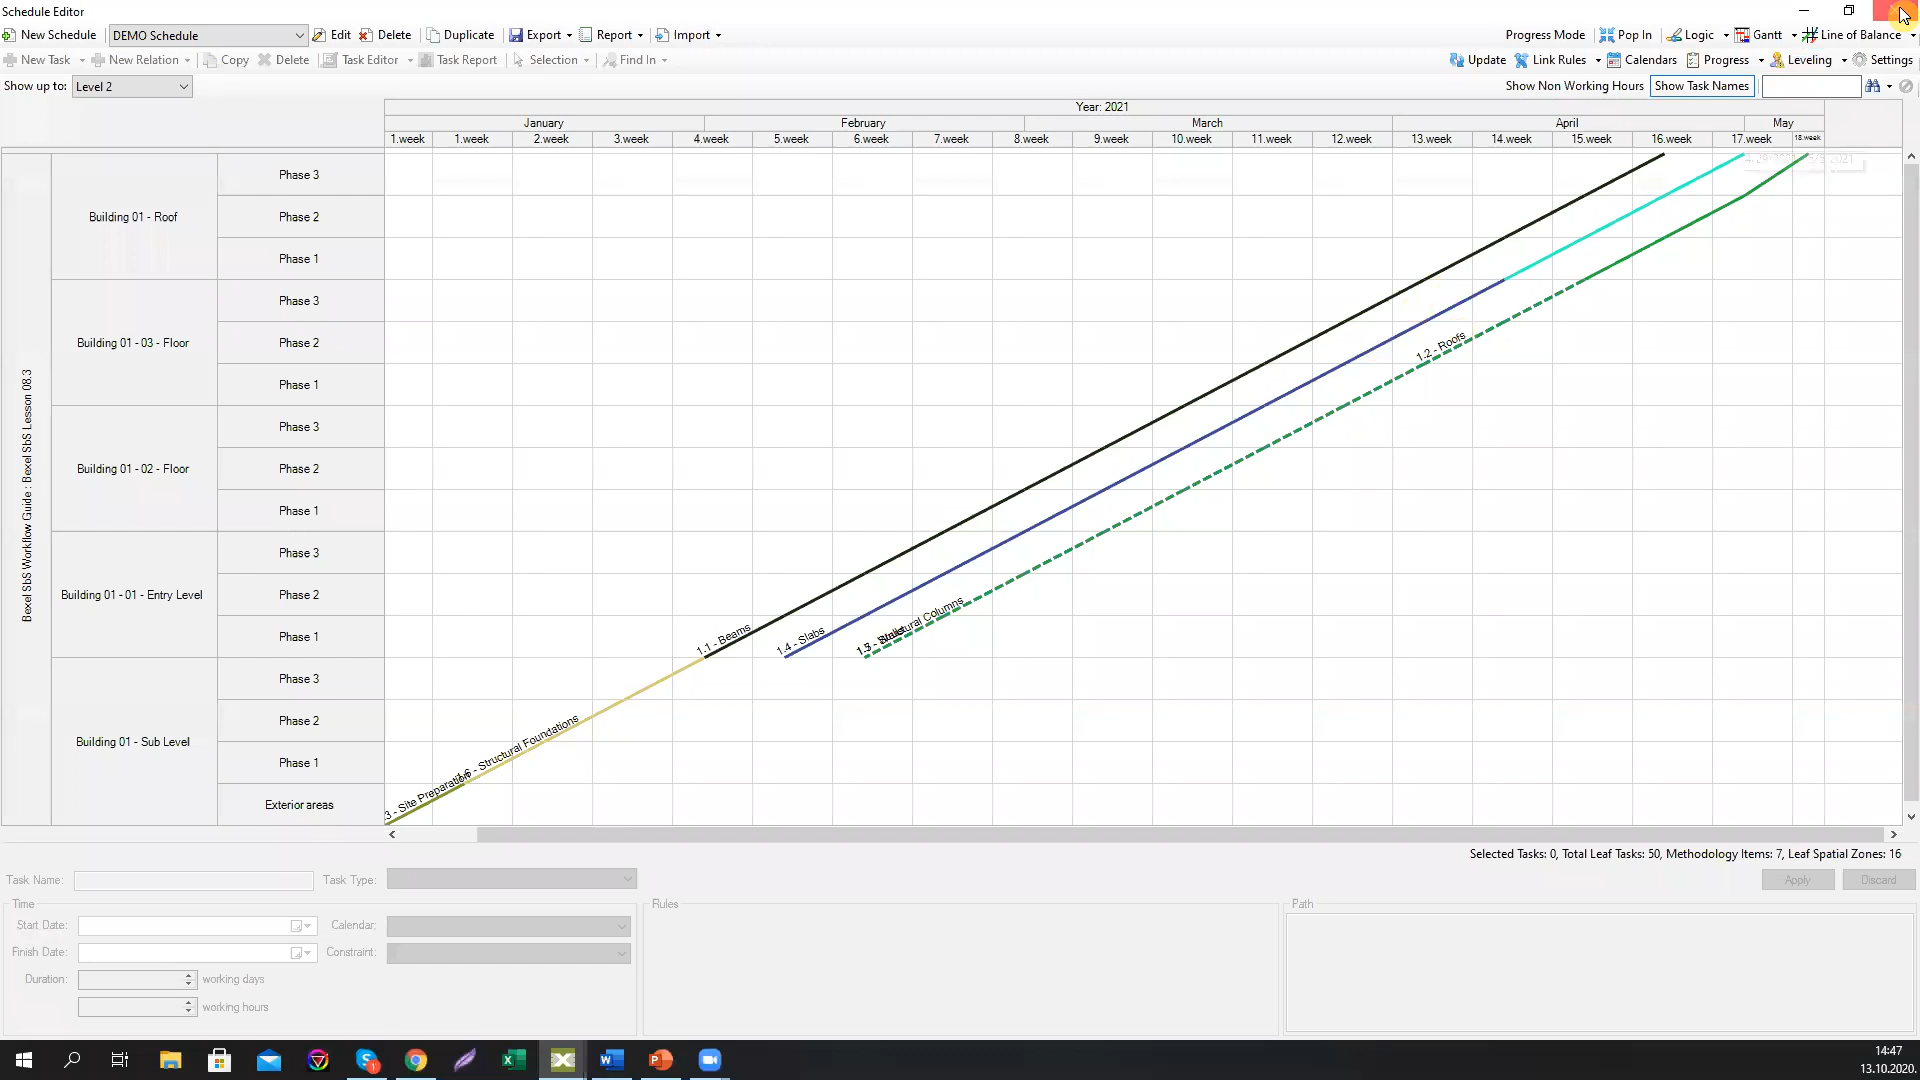 Schedule Editor
New Schedule DEMO Schedule Edit Delete Duplicate Export Report Import Progress Mode Pop In Logic Gantt Line of Balance
New Task New Relation Copy Delete Task Editor Task Report Selection Find In Update Link Rules Calendars Progress Leveling Settings
Show up to: Level 2 Show Non Working Hours Show Task Names
Year: 2021
January February March April May
1.week 1.week 2.week 3.week 4.week 5.week 6.week 7.week 8.week 9.week 10.week 11.week 12.week 13.week 14.week 15.week 16.week 17.week 18.week
Bexel SbS Workflow Guide : Bexel SbS Lesson 08.3
Phase 3
Building 01 - Roof Phase 2
Phase 1
Phase 3
Building 01 - 03 - Floor Phase 2
1.2 - Roofs
Phase 1
Phase 3
Building 01 - 02 - Floor Phase 2
Phase 1
Phase 3
Building 01 - 01 - Entry Level Phase 2
Phase 1
1.1 - Beams
1.4 - Slabs
Structural Columns
Phase 3
Phase 2
Building 01 - Sub Level
Phase 1
- Structural Foundations
3 - Site Preparation
Exterior areas
Selected Tasks: 0, Total Leaf Tasks: 50, Methodology Items: 7, Leaf Spatial Zones: 16
Task Name: Task Type: Apply Discard
Time Rules Path
Start Date: Calendar:
Finish Date: Constraint:
Duration: working days
working hours
14:47
13.10.2020.